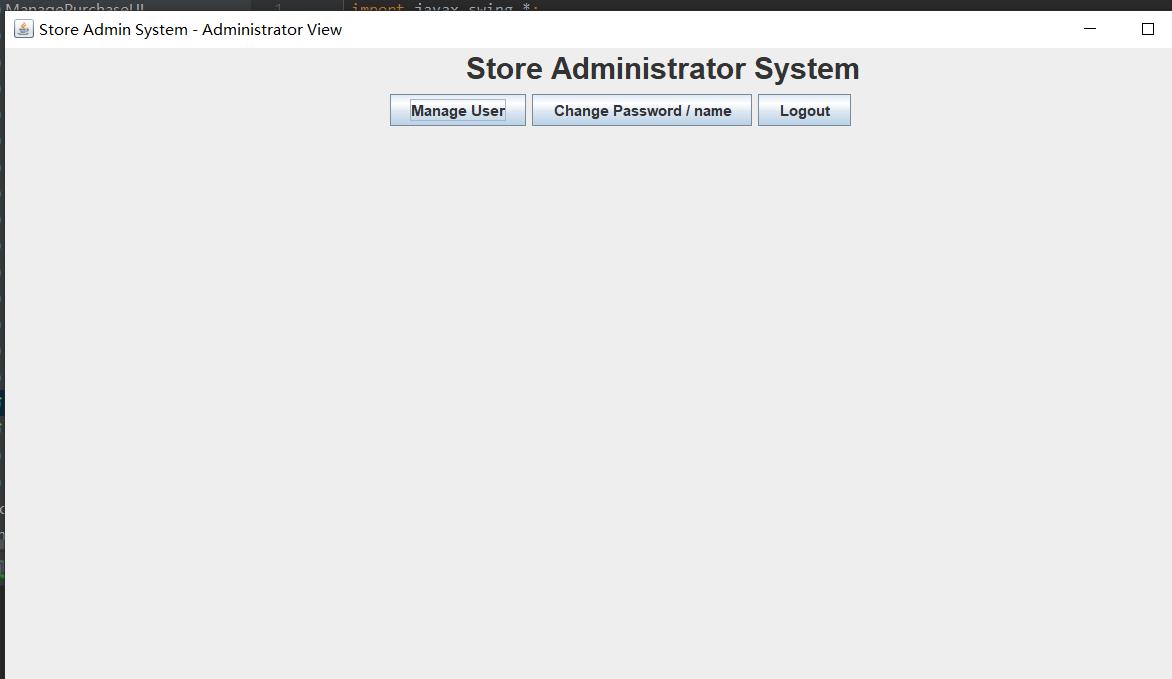 ManagePurchaseUI
1 import javax.swing.*;
Store Admin System - Administrator View
Store Administrator System
Manage User Change Password / name Logout